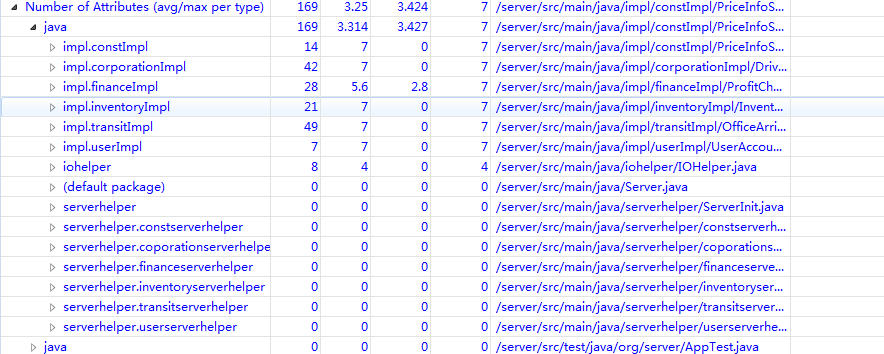 Number of Attributes (avg/max per type) 169 3.25 3.424 7 /server/src/main/java/impl/constImpl/PriceInfoS...
java 169 3.314 3.427 7 /server/src/main/java/impl/constImpl/PriceInfoS...
impl.constImpl 14 7 0 7 /server/src/main/java/impl/constImpl/PriceInfoS...
impl.corporationImpl 42 7 0 7 /server/src/main/java/impl/corporationImpl/Driv...
impl.financeImpl 28 5.6 2.8 7 /server/src/main/java/impl/financeImpl/ProfitCh...
impl.inventoryImpl 21 7 0 7 /server/src/main/java/impl/inventoryImpl/Invent...
impl.transitImpl 49 7 0 7 /server/src/main/java/impl/transitImpl/OfficeArri...
impl.userImpl 7 7 0 7 /server/src/main/java/impl/userImpl/UserAccou...
iohelper 8 4 0 4 /server/src/main/java/iohelper/IOHelper.java
(default package) 0 0 0 0 /server/src/main/java/Server.java
serverhelper 0 0 0 0 /server/src/main/java/serverhelper/ServerInit.java
serverhelper.constserverhelper 0 0 0 0 /server/src/main/java/serverhelper/constserverh...
serverhelper.coporationserverhelpe 0 0 0 0 /server/src/main/java/serverhelper/coporations...
serverhelper.financeserverhelper 0 0 0 0 /server/src/main/java/serverhelper/financeserve...
serverhelper.inventoryserverhelper 0 0 0 0 /server/src/main/java/serverhelper/inventoryser...
serverhelper.transitserverhelper 0 0 0 0 /server/src/main/java/serverhelper/transitserver...
serverhelper.userserverhelper 0 0 0 0 /server/src/main/java/serverhelper/userserverhe...
java 0 0 0 0 /server/src/test/java/org/server/AppTest.java